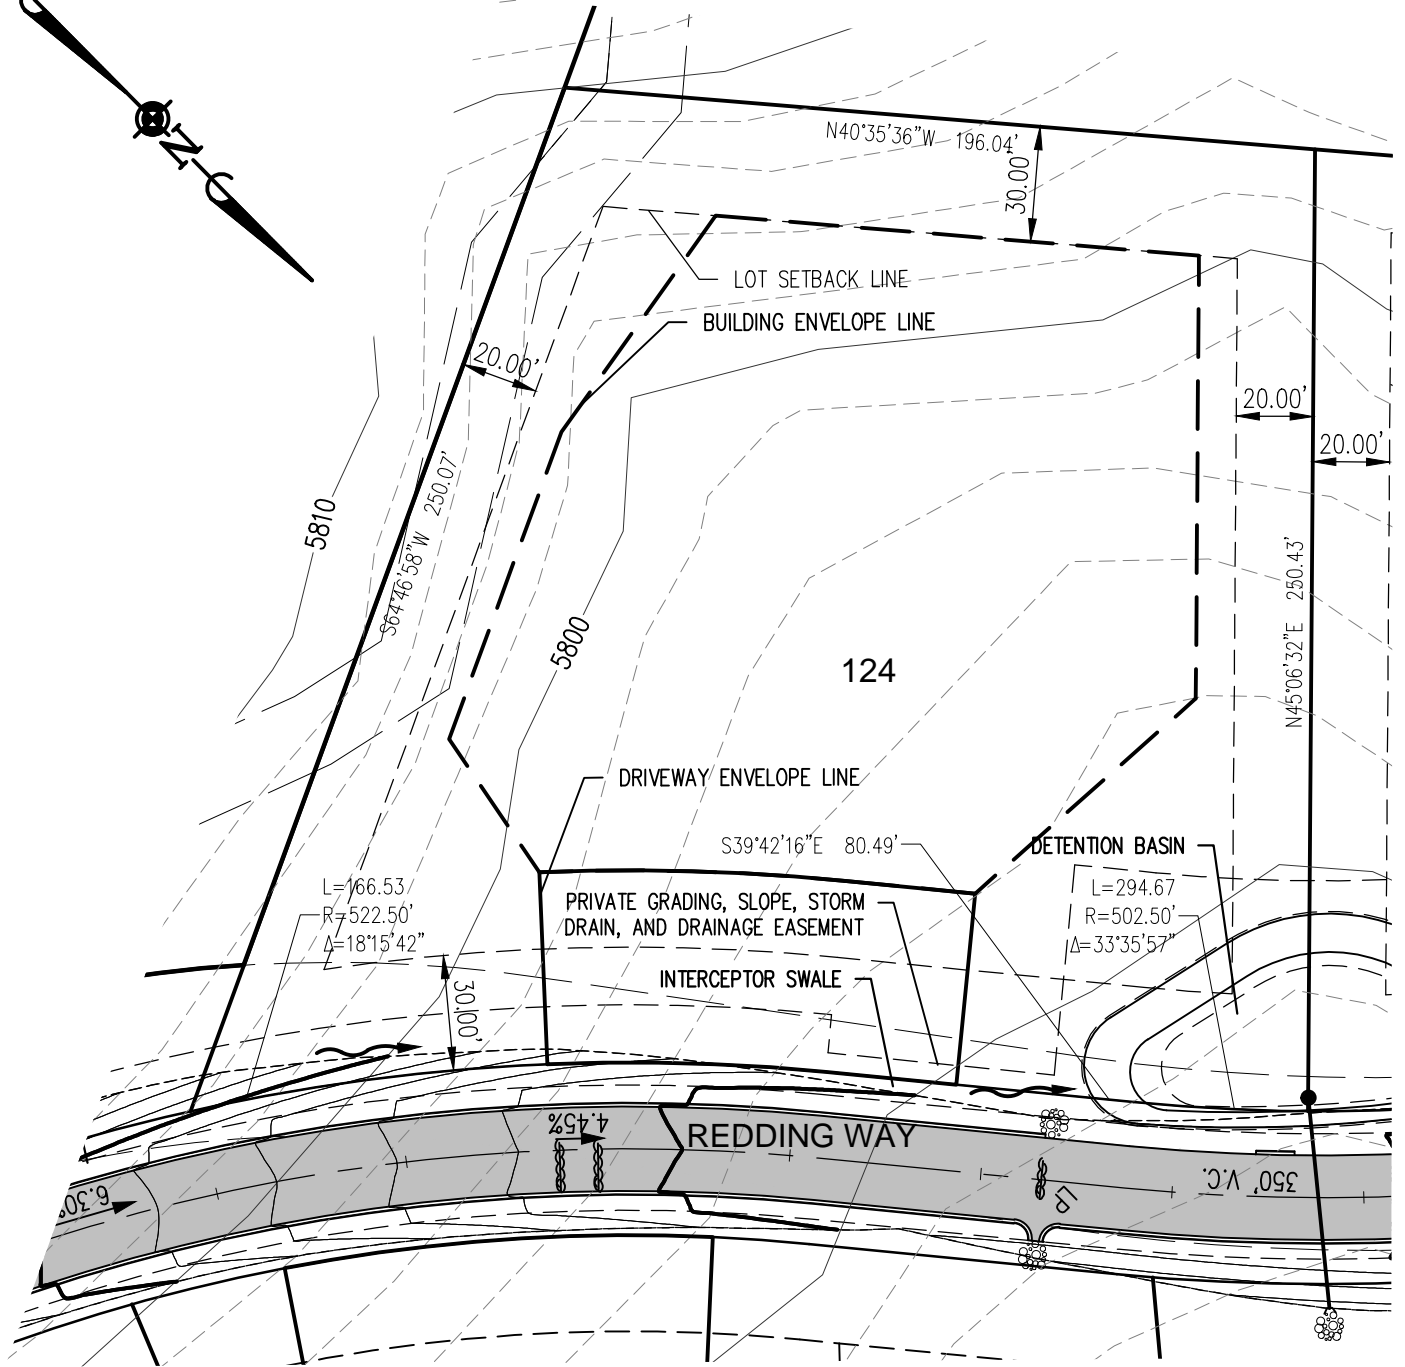 N
N40°35'36"W 196.04'
30.00'
LOT SETBACK LINE
BUILDING ENVELOPE LINE
20.00'
20.00'
20.00'
S64°46'58"W 250.07'
5810
5800
N45°06'32"E 250.43'
124
DRIVEWAY ENVELOPE LINE
S39°42'16"E 80.49'
DETENTION BASIN
L=166.53
R=522.50'
Δ=18°15'42"
PRIVATE GRADING, SLOPE, STORM
DRAIN, AND DRAINAGE EASEMENT
L=294.67
R=502.50'
Δ=33°35'57"
INTERCEPTOR SWALE
30.00'
4.45%
REDDING WAY
350' V.C.
6.30%
LP